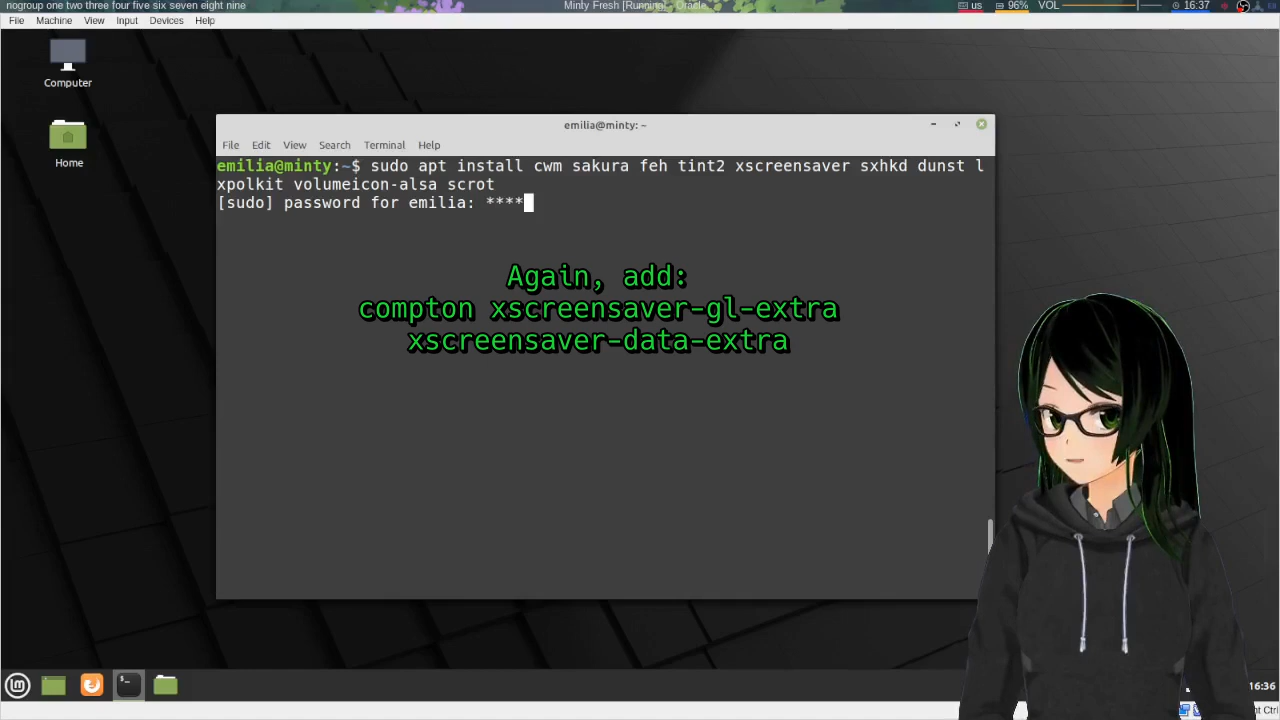 nogroup one two three four five six seven eight nine
Minty Fresh [Running] - Oracle
us 96% VOL 16:37
File Machine View Input Devices Help
Computer
Home
emilia@minty: ~
File Edit View Search Terminal Help
emilia@minty:~$ sudo apt install cwm sakura feh tint2 xscreensaver sxhkd dunst l
xpolkit volumeicon-alsa scrot
[sudo] password for emilia: ****
Again, add:
compton xscreensaver-gl-extra
xscreensaver-data-extra
16:36
Ctrl